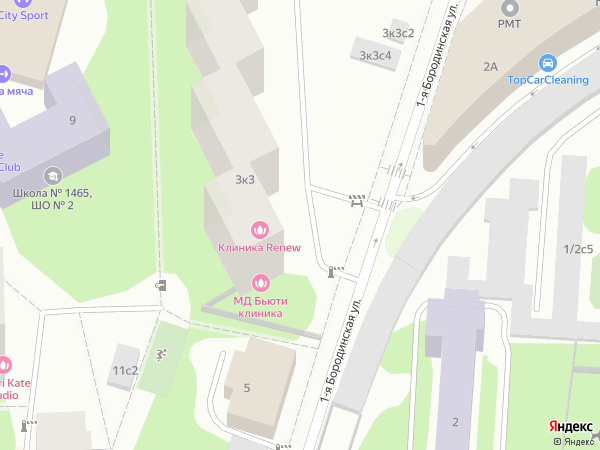 City Sport
3к3с2
РМТ
3к3с4
1-я Бородинская ул.
2А
TopCarCleaning
а мяча
9
e
Club
Школа № 1465,
ШО № 2
3к3
Клиника Renew
1/2с5
МД Бьюти
клиника
1-я Бородинская ул.
11с2
i Kate
udio
5
2
Яндекс
© Яндекс